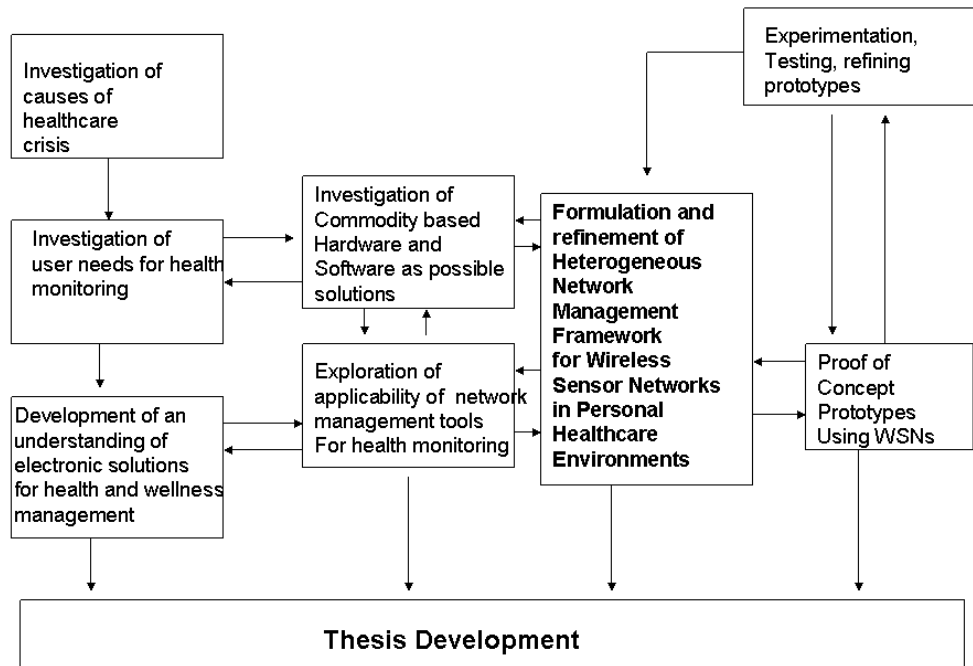 Investigation of
causes of
healthcare
crisis
Investigation of
user needs for health
monitoring
Development of an
understanding of
electronic solutions
for health and wellness
management
Investigation of
Commodity based
Hardware and
Software as possible
solutions
Exploration of
applicability of network
management tools
For health monitoring
Formulation and
refinement of
Heterogeneous
Network
Management
Framework
for Wireless
Sensor Networks
in Personal
Healthcare
Environments
Experimentation,
Testing, refining
prototypes
Proof of
Concept
Prototypes
Using WSNs
Thesis Development